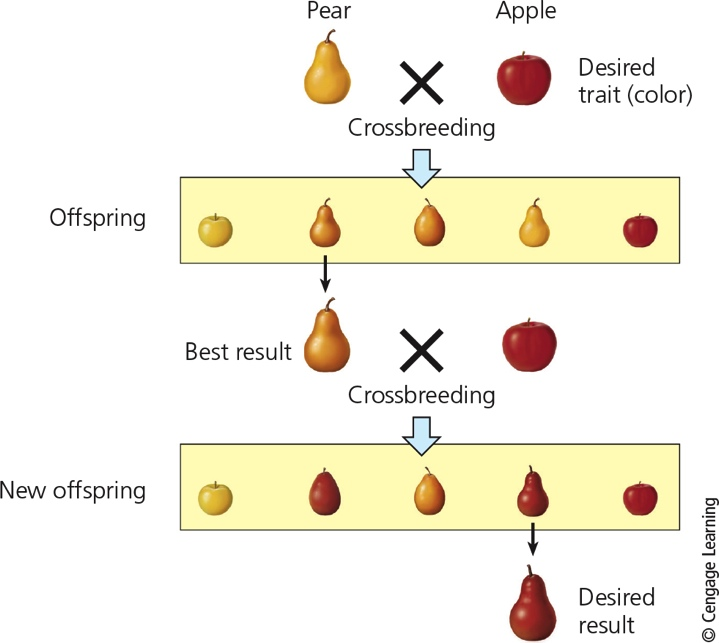 Pear
Apple
Desired
trait (color)
Crossbreeding
Offspring
Best result
Crossbreeding
New offspring
Desired
result
© Cengage Learning